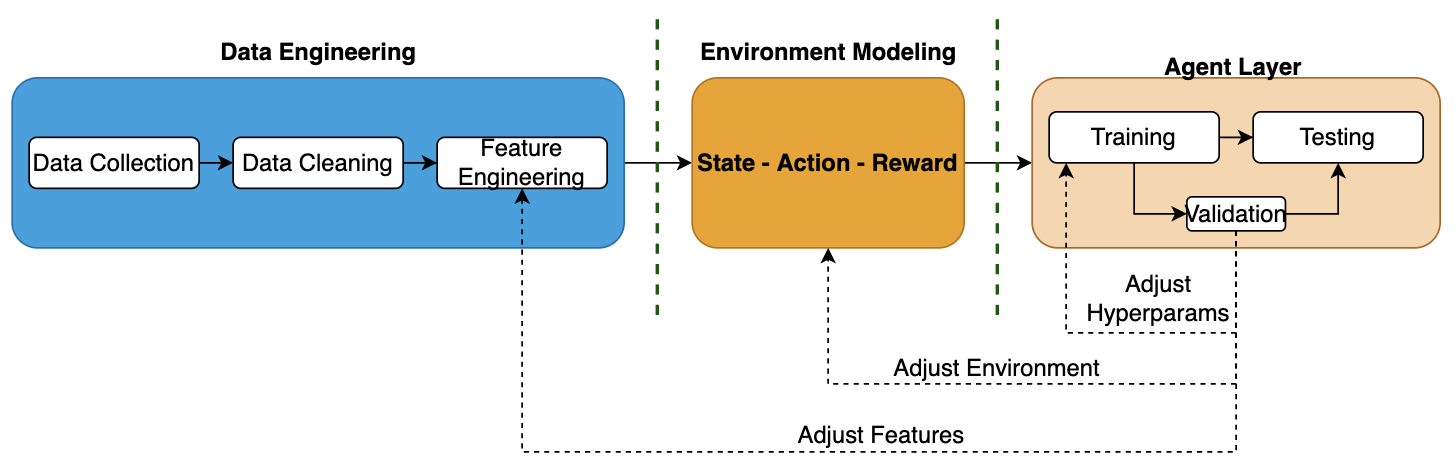 Data Engineering
Environment Modeling
Agent Layer
Data Collection
Data Cleaning
Feature
Engineering
State - Action - Reward
Training
Testing
Validation
Adjust
Hyperparams
Adjust Environment
Adjust Features